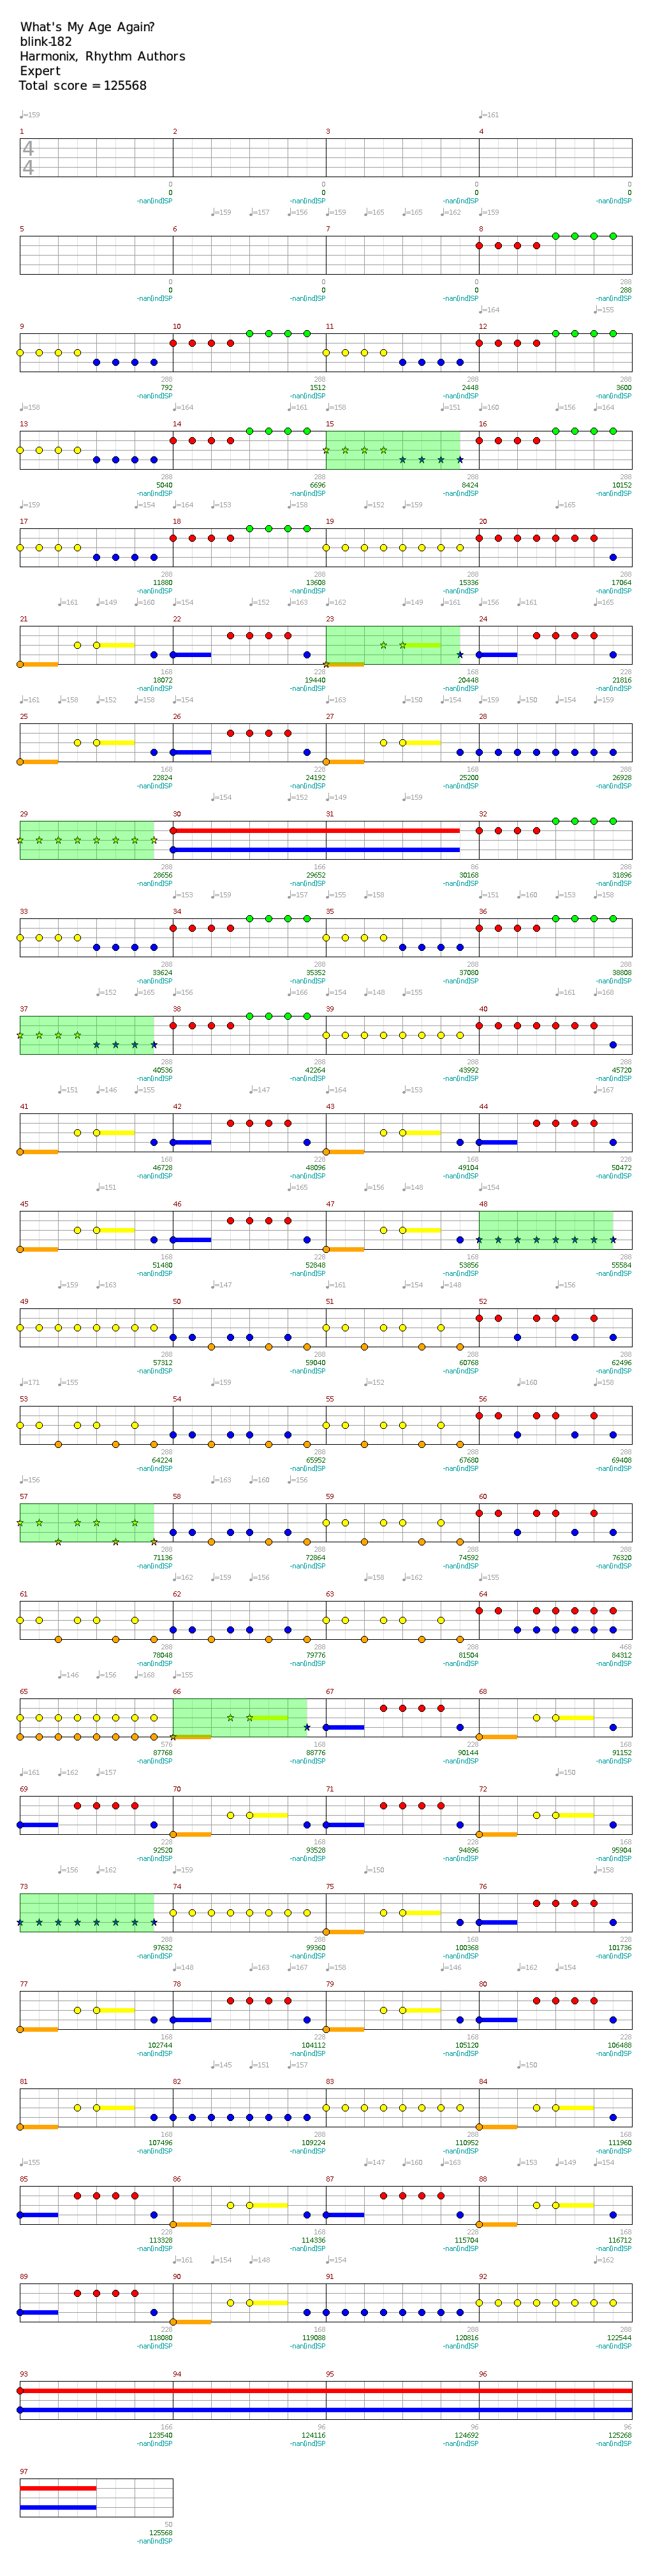 What's My Age Again?
blink-182
Harmonix, Rhythm Authors
Expert
Total score = 125568
♩=159 ♩=161
1 2 3 4
4
4
0 0 0 0
0 0 0 0
-nan(ind)SP -nan(ind)SP -nan(ind)SP -nan(ind)SP
♩=159 ♩=157 ♩=156 ♩=159 ♩=165 ♩=165 ♩=162 ♩=159
5 6 7 8
0 0 0 288
0 0 0 288
-nan(ind)SP -nan(ind)SP -nan(ind)SP -nan(ind)SP
♩=164 ♩=155
9 10 11 12
288 288 288 288
792 1512 2448 3600
-nan(ind)SP -nan(ind)SP -nan(ind)SP -nan(ind)SP
♩=158 ♩=164 ♩=161 ♩=158 ♩=151 ♩=160 ♩=156 ♩=164
13 14 15 16
288 288 288 288
5040 6696 8424 10152
-nan(ind)SP -nan(ind)SP -nan(ind)SP -nan(ind)SP
♩=159 ♩=154 ♩=164 ♩=153 ♩=158 ♩=152 ♩=159 ♩=165
17 18 19 20
288 288 288 288
11880 13608 15336 17064
-nan(ind)SP -nan(ind)SP -nan(ind)SP -nan(ind)SP
♩=161 ♩=149 ♩=160 ♩=154 ♩=152 ♩=163 ♩=162 ♩=149 ♩=161 ♩=156 ♩=161 ♩=165
21 22 23 24
168 228 168 228
18072 19440 20448 21816
-nan(ind)SP -nan(ind)SP -nan(ind)SP -nan(ind)SP
♩=161 ♩=158 ♩=152 ♩=158 ♩=154 ♩=163 ♩=150 ♩=154 ♩=159 ♩=158 ♩=154 ♩=159
25 26 27 28
168 228 168 288
22824 24192 25200 26928
-nan(ind)SP -nan(ind)SP -nan(ind)SP -nan(ind)SP
♩=154 ♩=152 ♩=149 ♩=159
29 30 31 32
288 166 86 288
28656 29652 30168 31896
-nan(ind)SP -nan(ind)SP -nan(ind)SP -nan(ind)SP
♩=153 ♩=159 ♩=157 ♩=155 ♩=158 ♩=151 ♩=160 ♩=153 ♩=158
33 34 35 36
288 288 288 288
33624 35352 37080 38808
-nan(ind)SP -nan(ind)SP -nan(ind)SP -nan(ind)SP
♩=152 ♩=165 ♩=156 ♩=166 ♩=154 ♩=148 ♩=155 ♩=161 ♩=168
37 38 39 40
288 288 288 288
40536 42264 43992 45720
-nan(ind)SP -nan(ind)SP -nan(ind)SP -nan(ind)SP
♩=151 ♩=146 ♩=155 ♩=147 ♩=164 ♩=153 ♩=167
41 42 43 44
168 228 168 228
46728 48096 49104 50472
-nan(ind)SP -nan(ind)SP -nan(ind)SP -nan(ind)SP
♩=151 ♩=165 ♩=156 ♩=148 ♩=154
45 46 47 48
168 228 168 288
51480 52848 53856 55584
-nan(ind)SP -nan(ind)SP -nan(ind)SP -nan(ind)SP
♩=159 ♩=163 ♩=147 ♩=161 ♩=154 ♩=148 ♩=156
49 50 51 52
288 288 288 288
57312 59040 60768 62496
-nan(ind)SP -nan(ind)SP -nan(ind)SP -nan(ind)SP
♩=171 ♩=155 ♩=159 ♩=152 ♩=160 ♩=158
53 54 55 56
288 288 288 288
64224 65952 67680 69408
-nan(ind)SP -nan(ind)SP -nan(ind)SP -nan(ind)SP
♩=156 ♩=163 ♩=160 ♩=156
57 58 59 60
288 288 288 288
71136 72864 74592 76320
-nan(ind)SP -nan(ind)SP -nan(ind)SP -nan(ind)SP
♩=162 ♩=159 ♩=156 ♩=158 ♩=162 ♩=155
61 62 63 64
288 288 288 468
78048 79776 81504 84312
-nan(ind)SP -nan(ind)SP -nan(ind)SP -nan(ind)SP
♩=146 ♩=156 ♩=168 ♩=155
65 66 67 68
576 168 228 168
87768 88776 90144 91152
-nan(ind)SP -nan(ind)SP -nan(ind)SP -nan(ind)SP
♩=161 ♩=162 ♩=157 ♩=150
69 70 71 72
228 168 228 168
92520 93528 94896 95904
-nan(ind)SP -nan(ind)SP -nan(ind)SP -nan(ind)SP
♩=156 ♩=162 ♩=159 ♩=150 ♩=158
73 74 75 76
288 288 168 228
97632 99360 100368 101736
-nan(ind)SP -nan(ind)SP -nan(ind)SP -nan(ind)SP
♩=148 ♩=163 ♩=167 ♩=158 ♩=146 ♩=162 ♩=154
77 78 79 80
168 228 168 228
102744 104112 105120 106488
-nan(ind)SP -nan(ind)SP -nan(ind)SP -nan(ind)SP
♩=145 ♩=151 ♩=157 ♩=150
81 82 83 84
168 288 288 168
107496 109224 110952 111960
-nan(ind)SP -nan(ind)SP -nan(ind)SP -nan(ind)SP
♩=155 ♩=147 ♩=160 ♩=163 ♩=153 ♩=149 ♩=154
85 86 87 88
228 168 228 168
113328 114336 115704 116712
-nan(ind)SP -nan(ind)SP -nan(ind)SP -nan(ind)SP
♩=161 ♩=154 ♩=148 ♩=154 ♩=162
89 90 91 92
228 168 288 288
118080 119088 120816 122544
-nan(ind)SP -nan(ind)SP -nan(ind)SP -nan(ind)SP
93 94 95 96
166 96 96 96
123540 124116 124692 125268
-nan(ind)SP -nan(ind)SP -nan(ind)SP -nan(ind)SP
97
50
125568
-nan(ind)SP